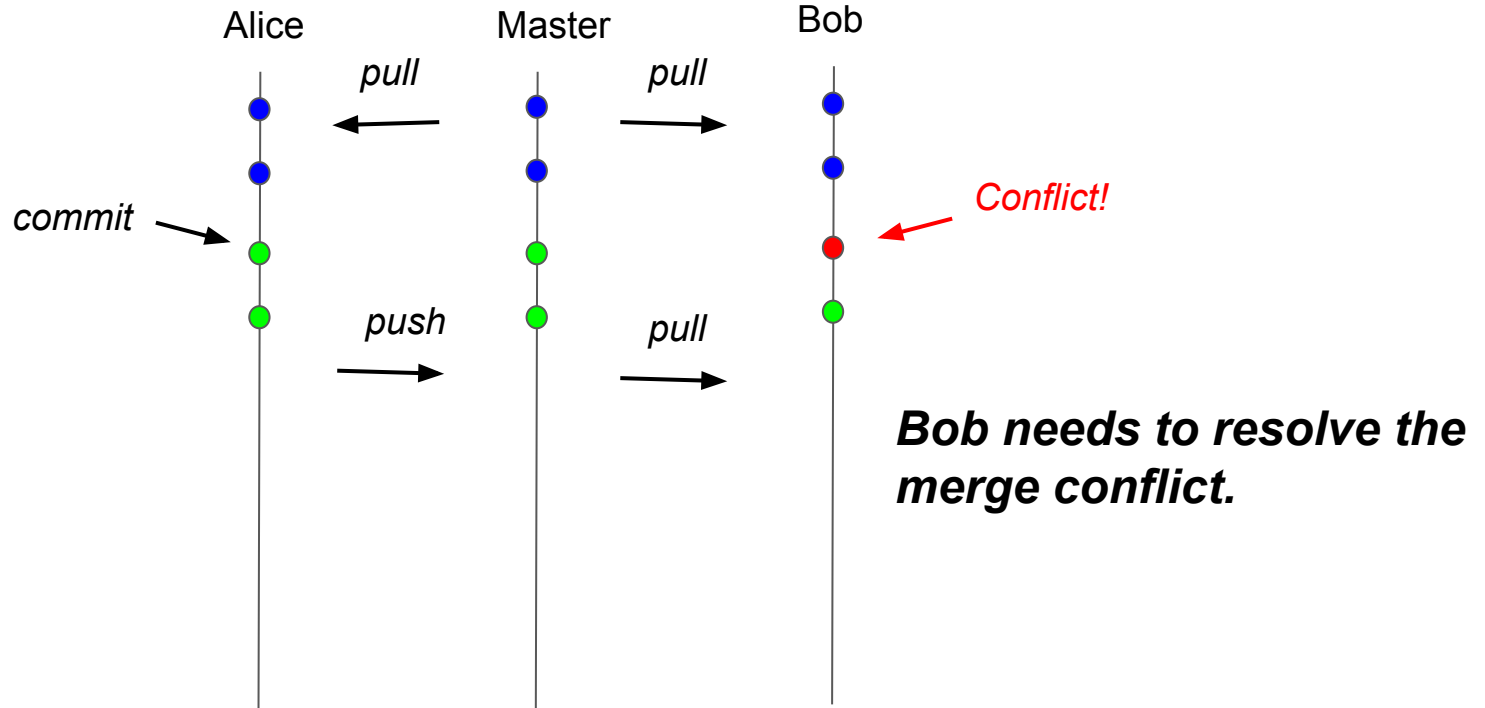 Alice
Master
Bob
pull
pull
commit
Conflict!
push
pull
Bob needs to resolve the
merge conflict.